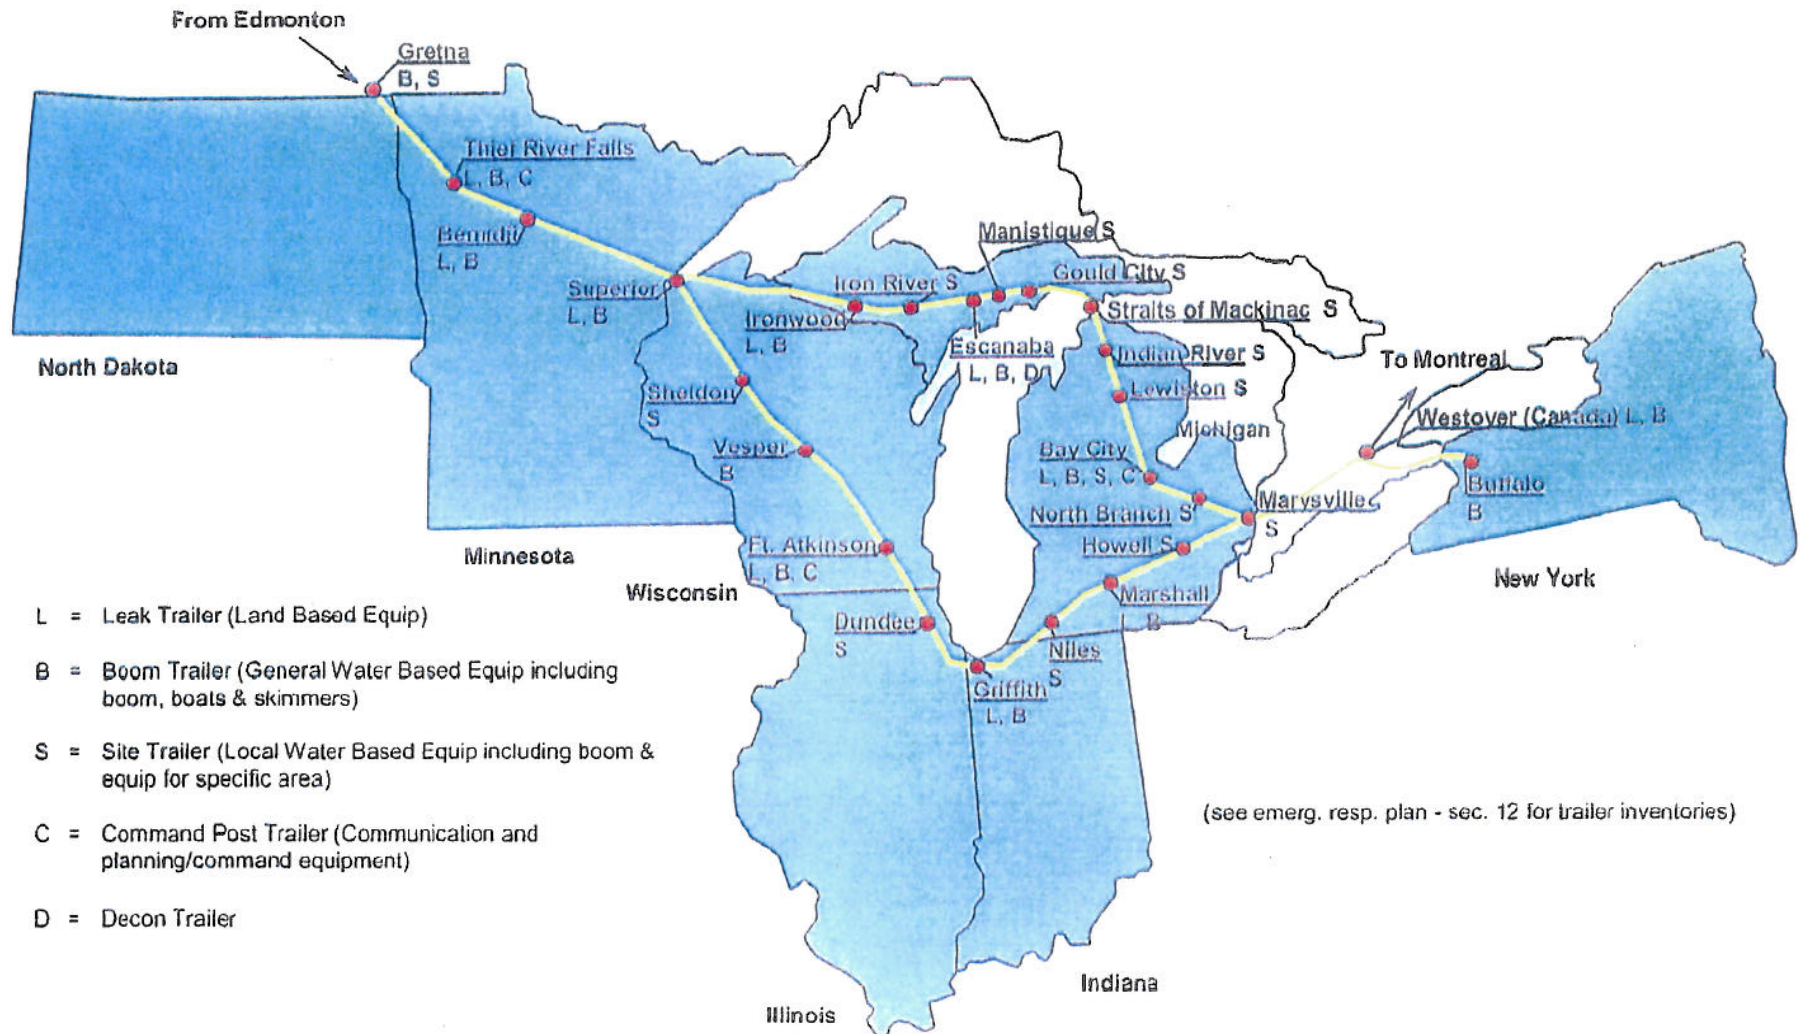 From Edmonton
Gretna
B, S
Thief River Falls
L, B, C
Bemidji
L, B
Superior
L, B
Manistique S
Iron River S
Gould City S
Ironwood
L, B
Straits of Mackinac S
Escanaba
L, B, D
Indian River S
To Montreal
North Dakota
Sheldon
S
Lewiston S
Westover (Canada) L, B
Michigan
Vesper
B
Bay City
L, B, S, C
Buffalo
B
North Branch S
Marysville
S
Ft. Atkinson
L, B, C
Howell S
Minnesota
Wisconsin
Marshall
L, B
New York
Dundee
S
Niles
S
Griffith
L, B
L = Leak Trailer (Land Based Equip)
B = Boom Trailer (General Water Based Equip including
boom, boats & skimmers)
S = Site Trailer (Local Water Based Equip including boom &
equip for specific area)
C = Command Post Trailer (Communication and
planning/command equipment)
D = Decon Trailer
(see emerg. resp. plan - sec. 12 for trailer inventories)
Indiana
Illinois